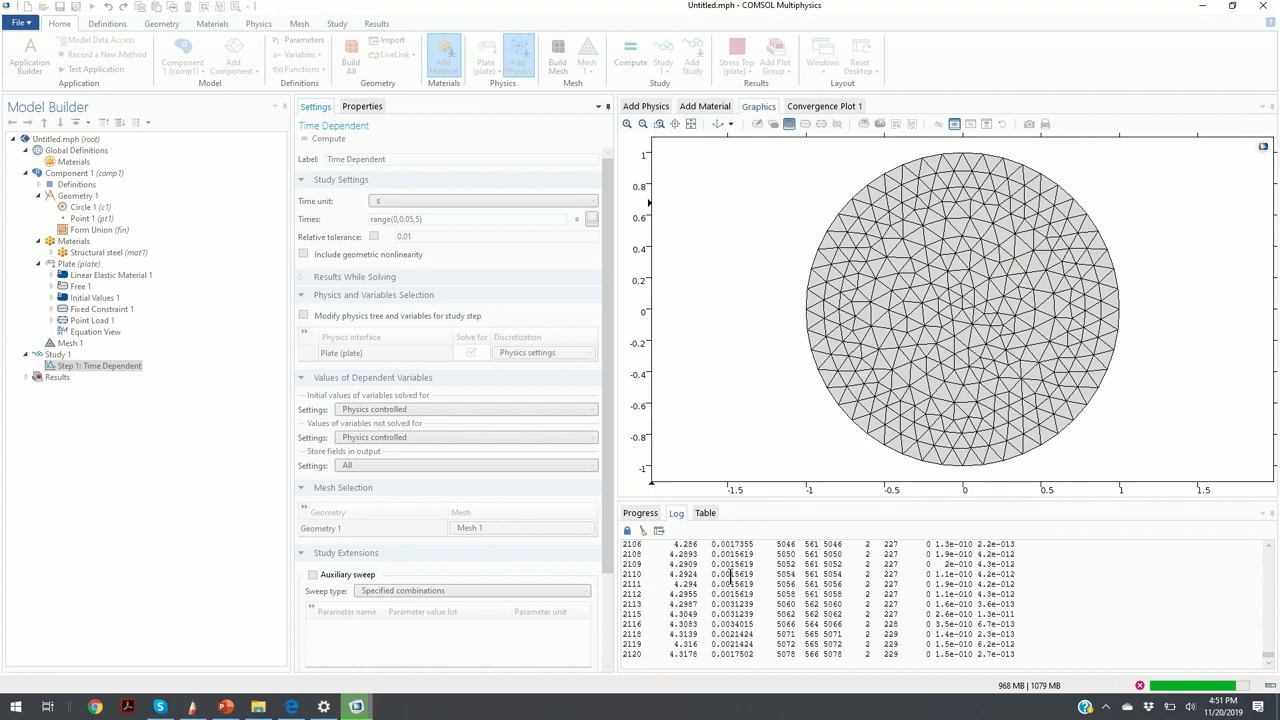 Untitled.mph - COMSOL Multiphysics
File Home Definitions Geometry Materials Physics Mesh Study Results
Application Builder
Model Data Access
Record a New Method
Test Application
Application
Component 1 (comp1)
Add Component
Model
Parameters
Variables
Functions
Definitions
Build All
Import
LiveLink
Geometry
Add Material
Materials
Plate (plate)
Add Physics
Physics
Build Mesh
Mesh 1
Mesh
Compute
Study 1
Add Study
Study
Stress Top (plate)
Add Plot Group
Results
Windows
Reset Desktop
Layout
Model Builder
Untitled.mph (root)
Global Definitions
Materials
Component 1 (comp1)
Definitions
Geometry 1
Circle 1 (c1)
Point 1 (pt1)
Form Union (fin)
Materials
Structural steel (mat1)
Plate (plate)
Linear Elastic Material 1
Free 1
Initial Values 1
Fixed Constraint 1
Point Load 1
Equation View
Mesh 1
Study 1
Step 1: Time Dependent
Results
Settings Properties
Time Dependent
Compute
Label: Time Dependent
Study Settings
Time unit: s
Times: range(0,0.05,5) s
Relative tolerance: 0.01
Include geometric nonlinearity
Results While Solving
Physics and Variables Selection
Modify physics tree and variables for study step
Physics interface Solve for Discretization
Plate (plate) Physics settings
Values of Dependent Variables
Initial values of variables solved for
Settings: Physics controlled
Values of variables not solved for
Settings: Physics controlled
Store fields in output
Settings: All
Mesh Selection
Geometry Mesh
Geometry 1 Mesh 1
Study Extensions
Auxiliary sweep
Sweep type: Specified combinations
Parameter name Parameter value list Parameter unit
Add Physics Add Material Graphics Convergence Plot 1
1
0.8
0.6
0.4
0.2
0
-0.2
-0.4
-0.6
-0.8
-1
-1.5 -1 -0.5 0 0.5 1 1.5
Progress Log Table
2106 4.286 0.0017355 5046 561 5046 2 227 0 1.3e-010 2.2e-013
2108 4.2893 0.0015619 5050 561 5050 2 227 0 1.9e-010 4.2e-012
2109 4.2909 0.0015619 5052 561 5052 2 227 0 2e-010 4.3e-012
2110 4.2924 0.0015619 5054 561 5054 2 227 0 1.1e-010 4.2e-012
2111 4.294 0.0015619 5056 561 5056 2 227 0 1.9e-010 4.2e-012
2112 4.2955 0.0015619 5058 561 5058 2 227 0 1.1e-010 4.3e-012
2113 4.2987 0.0031239 5060 562 5060 2 227 0 1.6e-010 3.6e-013
2115 4.3049 0.0031239 5062 562 5062 2 227 0 2.6e-010 1.3e-011
2116 4.3083 0.0034015 5066 564 5066 2 228 0 3.5e-010 6.7e-013
2118 4.3139 0.0021424 5071 565 5071 2 229 0 1.4e-010 2.3e-013
2119 4.316 0.0021424 5072 565 5072 2 229 0 1.5e-010 6.2e-012
2120 4.3178 0.0017502 5078 566 5078 2 229 0 1.5e-010 2.7e-013
968 MB | 1079 MB
4:51 PM
11/20/2019